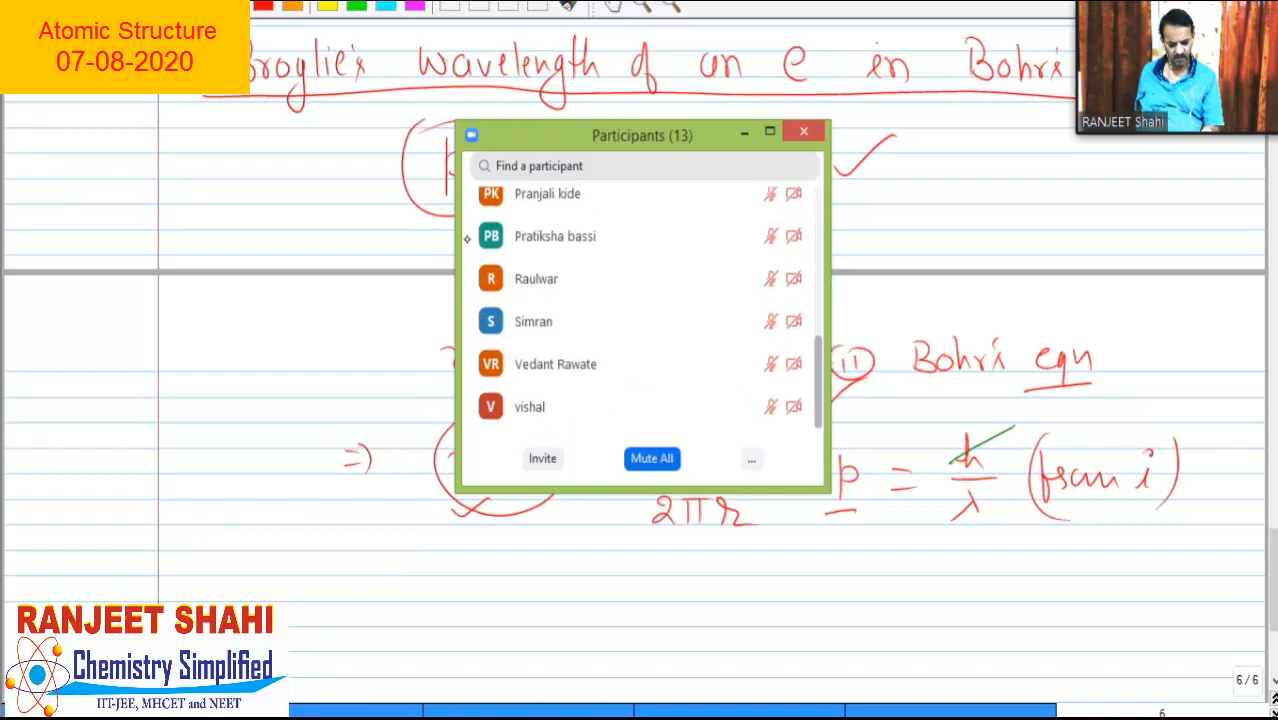 Atomic Structure
07-08-2020
Broglie's wavelength of an e in Bohr's
RANJEET Shahi
Participants (13)
Find a participant
PK Pranjali kide
PB Pratiksha bassi
R Raulwar
S Simran
VR Vedant Rawate
V vishal
Invite Mute All ...
(ii) Bohr's eqn
=) p = h/λ (from i)
2πr
RANJEET SHAHI
Chemistry Simplified
IIT-JEE, MHCET and NEET
6/6
6